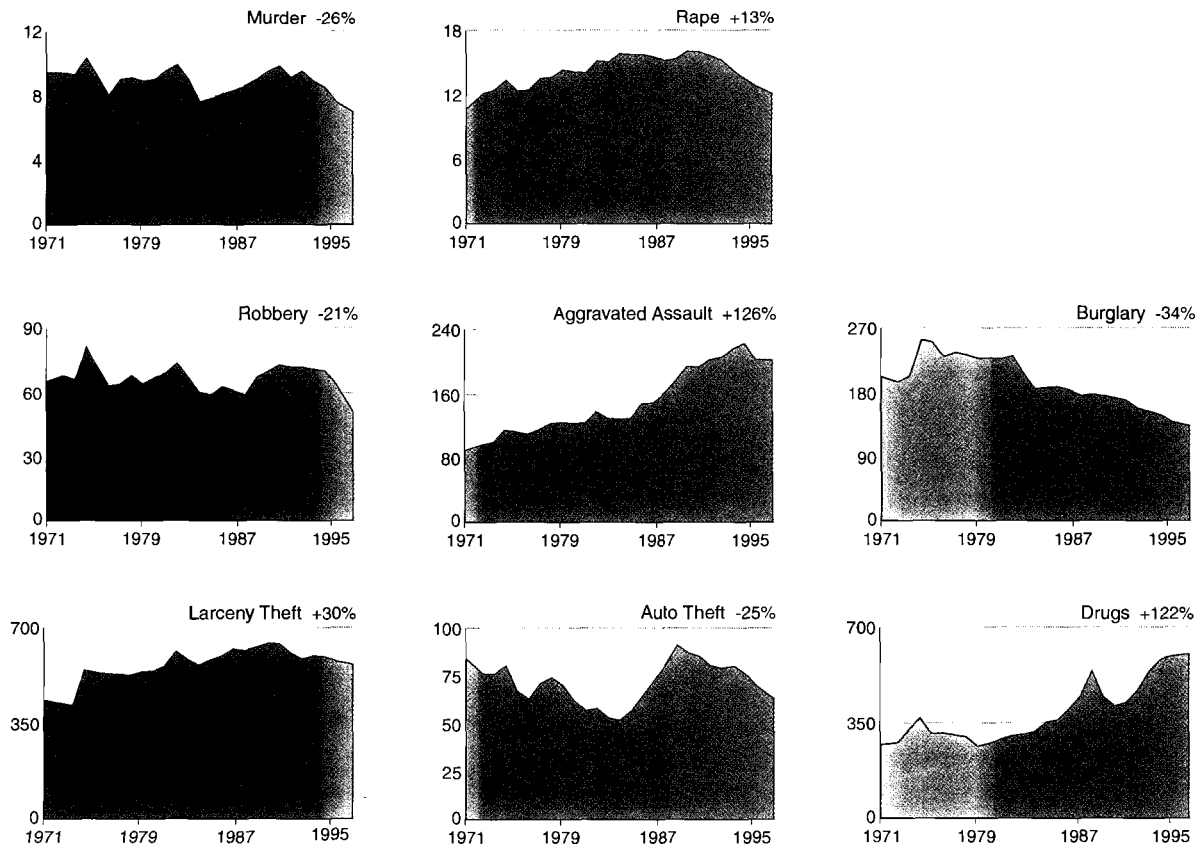 Murder -26%
12
8
4
0
1971 1979 1987 1995
Rape +13%
18
12
6
0
1971 1979 1987 1995
Robbery -21%
90
60
30
0
1971 1979 1987 1995
Aggravated Assault +126%
240
160
80
0
1971 1979 1987 1995
Burglary -34%
270
180
90
0
1971 1979 1987 1995
Larceny Theft +30%
700
350
0
1971 1979 1987 1995
Auto Theft -25%
100
75
50
25
0
1971 1979 1987 1995
Drugs +122%
700
350
0
1971 1979 1987 1995